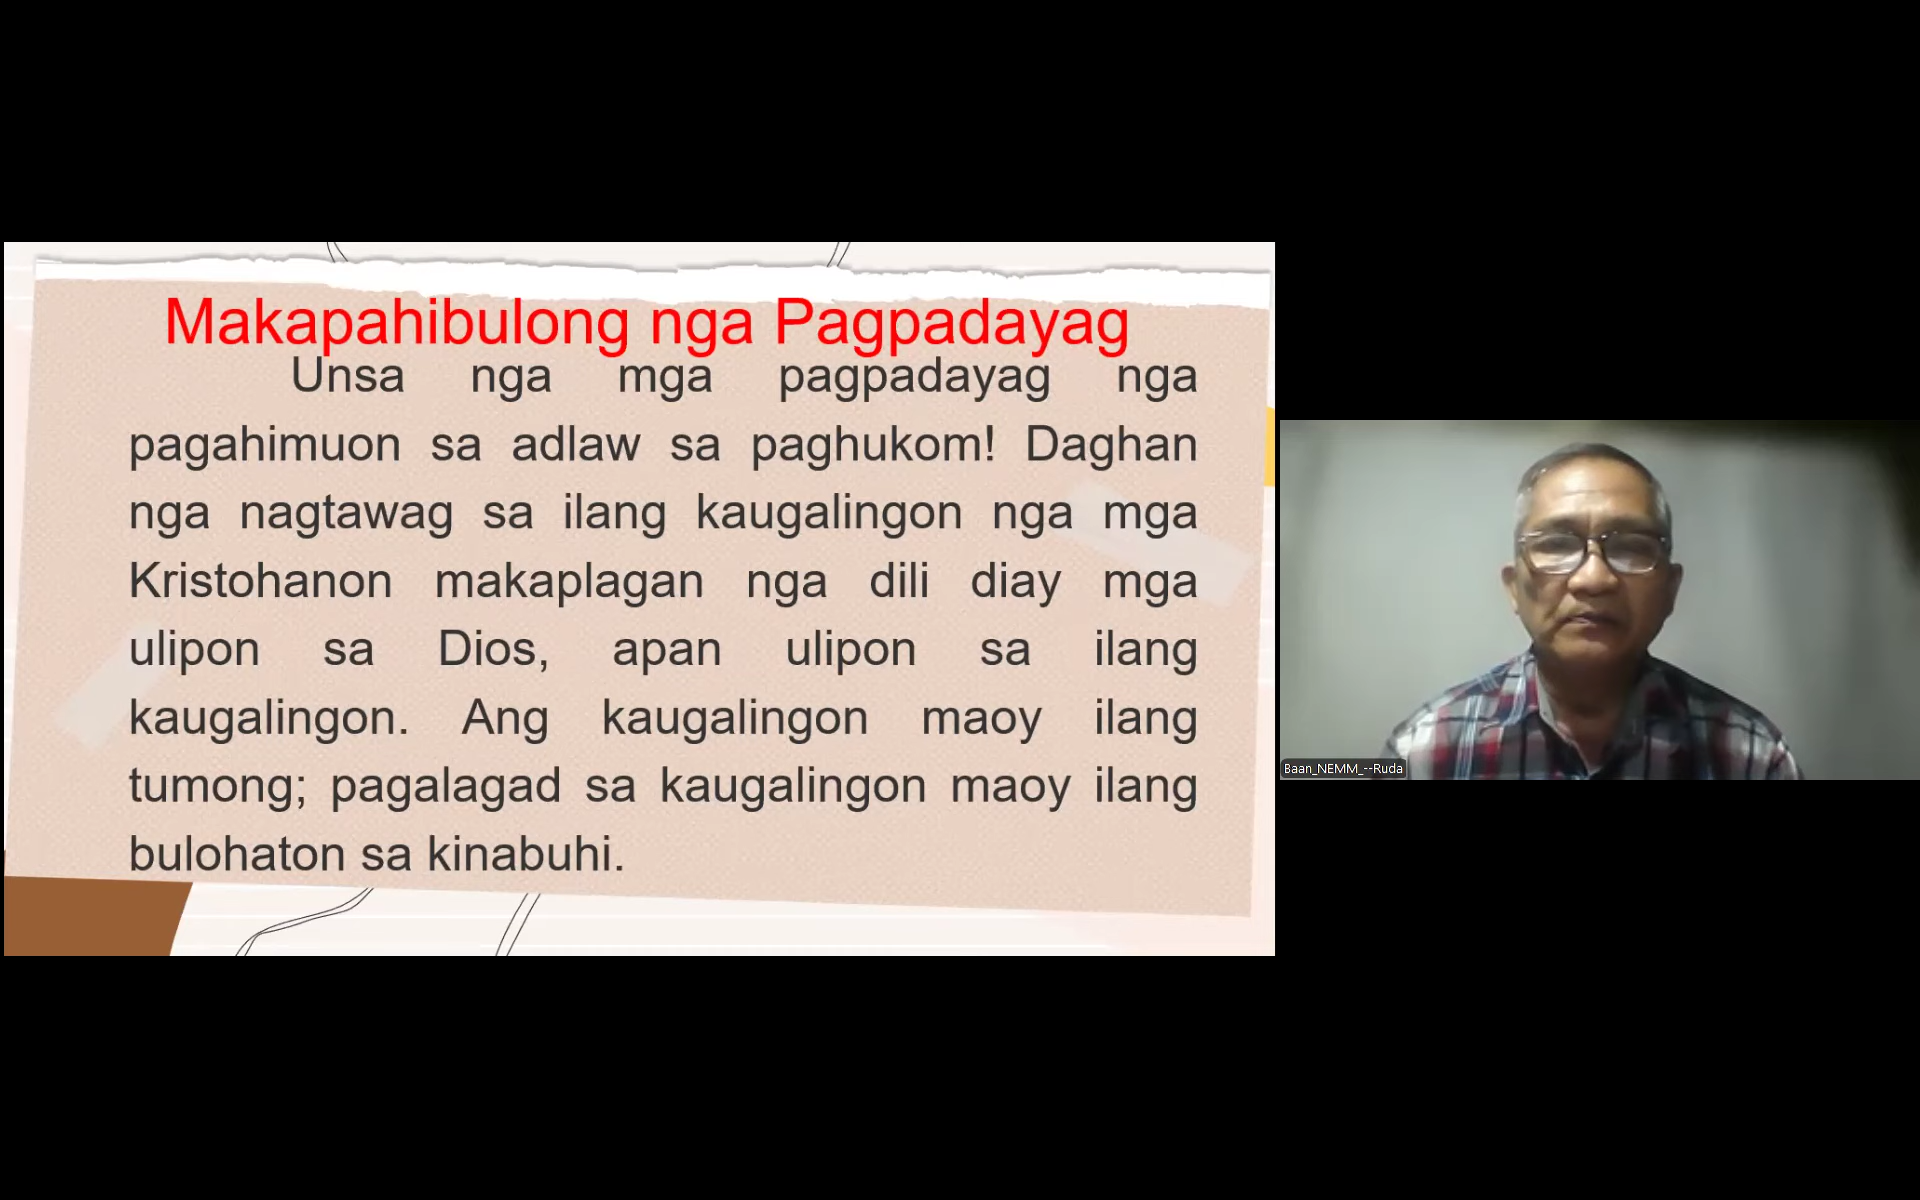 Makapahibulong nga Pagpadayag
Unsa nga mga pagpadayag nga
pagahimuon sa adlaw sa paghukom! Daghan
nga nagtawag sa ilang kaugalingon nga mga
Kristohanon makaplagan nga dili diay mga
ulipon sa Dios, apan ulipon sa ilang
kaugalingon. Ang kaugalingon maoy ilang
tumong; pagalagad sa kaugalingon maoy ilang
bulohaton sa kinabuhi.
Baan_NEMM_--Ruda